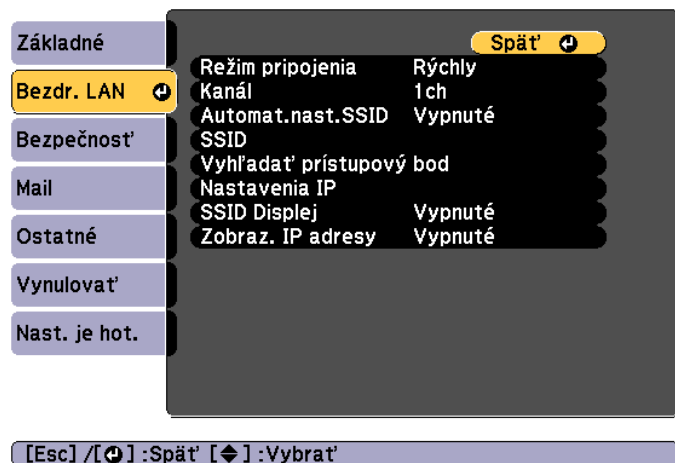 Základné
Bezdr. LAN
Bezpečnosť
Mail
Ostatné
Vynulovať
Nast. je hot.
Späť
Režim pripojenia Rýchly
Kanál 1ch
Automat.nast.SSID Vypnuté
SSID
Vyhľadať prístupový bod
Nastavenia IP
SSID Displej Vypnuté
Zobraz. IP adresy Vypnuté
[Esc] /[ ] :Späť [ ] :Vybrať